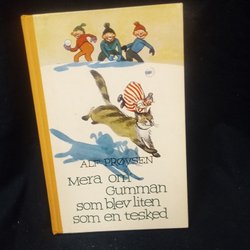 ALF PRØYSEN
Mera om
Gumman
som blev liten
som en tesked